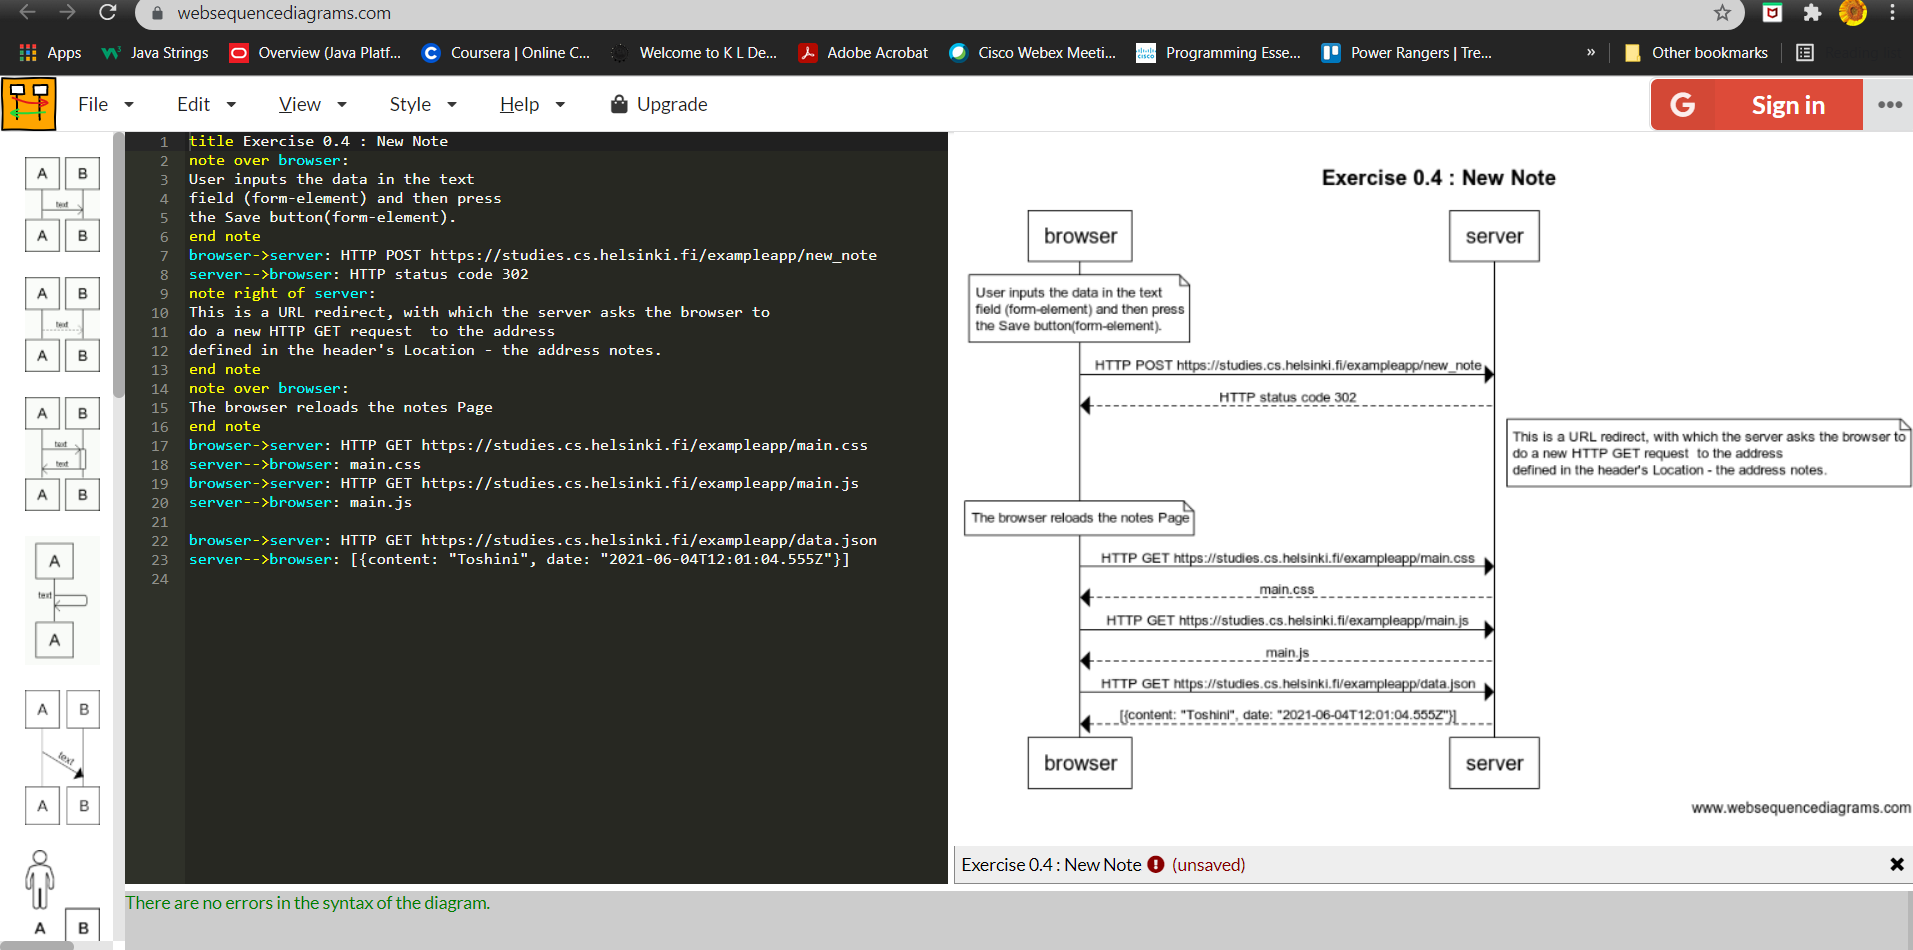 websequencediagrams.com
Apps
Java Strings
Overview (Java Platf...
Coursera | Online C...
Welcome to K L De...
Adobe Acrobat
Cisco Webex Meeti...
Programming Esse...
Power Rangers | Tre...
»
Other bookmarks
File
Edit
View
Style
Help
Upgrade
G
Sign in
A B
text
A B
A B
text
A B
A B
text
text
A B
A
text
A
A B
text
A B
A B
1 title Exercise 0.4 : New Note
2 note over browser:
3 User inputs the data in the text
4 field (form-element) and then press
5 the Save button(form-element).
6 end note
7 browser->server: HTTP POST https://studies.cs.helsinki.fi/exampleapp/new_note
8 server-->browser: HTTP status code 302
9 note right of server:
10 This is a URL redirect, with which the server asks the browser to
11 do a new HTTP GET request  to the address
12 defined in the header's Location - the address notes.
13 end note
14 note over browser:
15 The browser reloads the notes Page
16 end note
17 browser->server: HTTP GET https://studies.cs.helsinki.fi/exampleapp/main.css
18 server-->browser: main.css
19 browser->server: HTTP GET https://studies.cs.helsinki.fi/exampleapp/main.js
20 server-->browser: main.js
21
22 browser->server: HTTP GET https://studies.cs.helsinki.fi/exampleapp/data.json
23 server-->browser: [{content: "Toshini", date: "2021-06-04T12:01:04.555Z"}]
24
Exercise 0.4 : New Note
browser
server
User inputs the data in the text
field (form-element) and then press
the Save button(form-element).
HTTP POST https://studies.cs.helsinki.fi/exampleapp/new_note
HTTP status code 302
This is a URL redirect, with which the server asks the browser to
do a new HTTP GET request  to the address
defined in the header's Location - the address notes.
The browser reloads the notes Page
HTTP GET https://studies.cs.helsinki.fi/exampleapp/main.css
main.css
HTTP GET https://studies.cs.helsinki.fi/exampleapp/main.js
main.js
HTTP GET https://studies.cs.helsinki.fi/exampleapp/data.json
[{content: "Toshini", date: "2021-06-04T12:01:04.555Z"}]
browser
server
www.websequencediagrams.com
Exercise 0.4 : New Note (unsaved)
There are no errors in the syntax of the diagram.